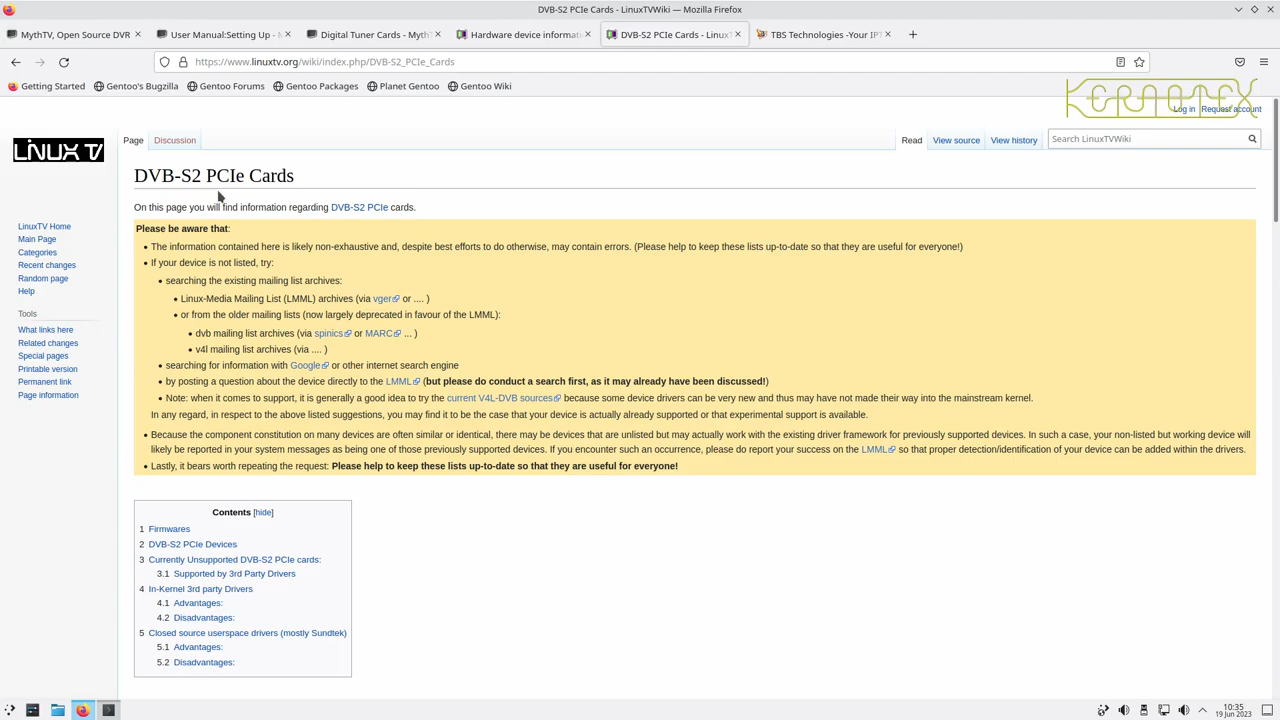 DVB-S2 PCIe Cards - LinuxTVWiki — Mozilla Firefox
MythTV, Open Source DVR
User Manual:Setting Up - M
Digital Tuner Cards - MythT
Hardware device informat
DVB-S2 PCIe Cards - Linux
TBS Technologies -Your IPT
https://www.linuxtv.org/wiki/index.php/DVB-S2_PCIe_Cards
Getting Started
Gentoo's Bugzilla
Gentoo Forums
Gentoo Packages
Planet Gentoo
Gentoo Wiki
KERNOTEX
Log in
Request account
LINUX TV
Page
Discussion
Read
View source
View history
Search LinuxTVWiki
DVB-S2 PCIe Cards
On this page you will find information regarding DVB-S2 PCIe cards.
Please be aware that:
The information contained here is likely non-exhaustive and, despite best efforts to do otherwise, may contain errors. (Please help to keep these lists up-to-date so that they are useful for everyone!)
If your device is not listed, try:
searching the existing mailing list archives:
Linux-Media Mailing List (LMML) archives (via vger or .... )
or from the older mailing lists (now largely deprecated in favour of the LMML):
dvb mailing list archives (via spinics or MARC ... )
v4l mailing list archives (via .... )
searching for information with Google or other internet search engine
by posting a question about the device directly to the LMML (but please do conduct a search first, as it may already have been discussed!)
Note: when it comes to support, it is generally a good idea to try the current V4L-DVB sources because some device drivers can be very new and thus may have not made their way into the mainstream kernel.
In any regard, in respect to the above listed suggestions, you may find it to be the case that your device is actually already supported or that experimental support is available.
Because the component constitution on many devices are often similar or identical, there may be devices that are unlisted but may actually work with the existing driver framework for previously supported devices. In such a case, your non-listed but working device will
likely be reported in your system messages as being one of those previously supported devices. If you encounter such an occurrence, please do report your success on the LMML so that proper detection/identification of your device can be added within the drivers.
Lastly, it bears worth repeating the request: Please help to keep these lists up-to-date so that they are useful for everyone!
LinuxTV Home
Main Page
Categories
Recent changes
Random page
Help
Tools
What links here
Related changes
Special pages
Printable version
Permanent link
Page information
Contents [hide]
1 Firmwares
2 DVB-S2 PCIe Devices
3 Currently Unsupported DVB-S2 PCIe cards:
3.1 Supported by 3rd Party Drivers
4 In-Kernel 3rd party Drivers
4.1 Advantages:
4.2 Disadvantages:
5 Closed source userspace drivers (mostly Sundtek)
5.1 Advantages:
5.2 Disadvantages:
10:35
19 Jun 2023